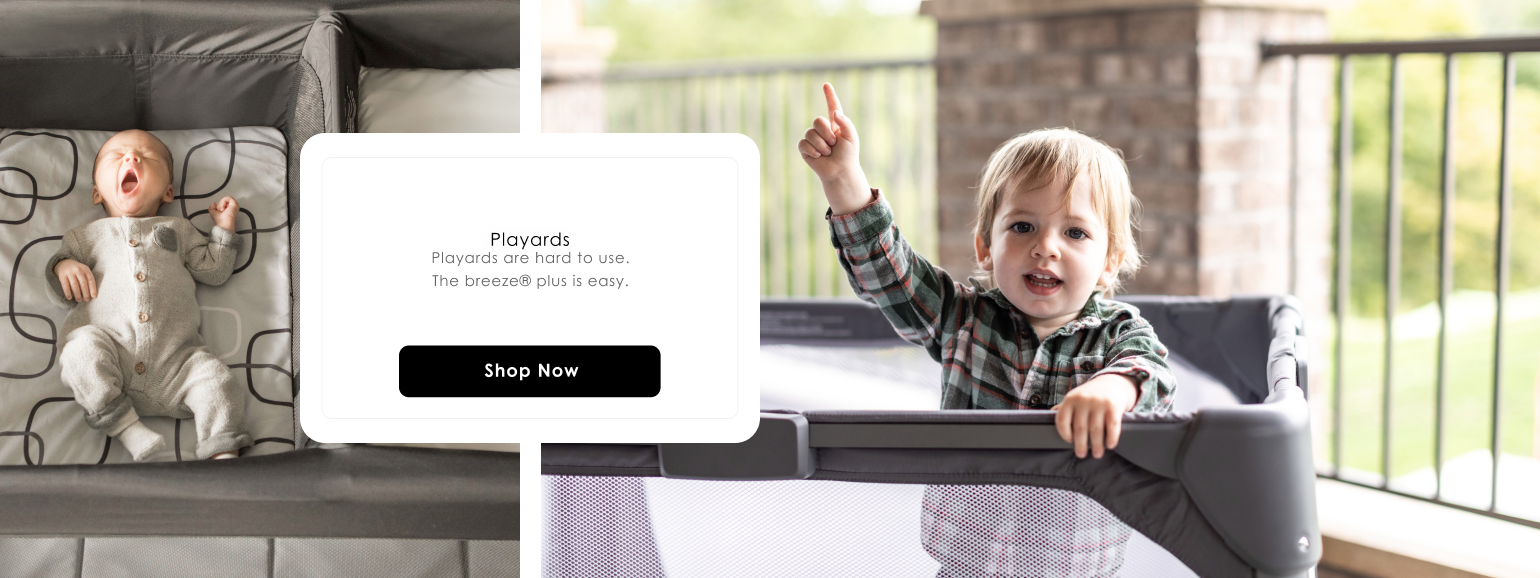 Playards
Playards are hard to use.
The breeze® plus is easy.
Shop Now